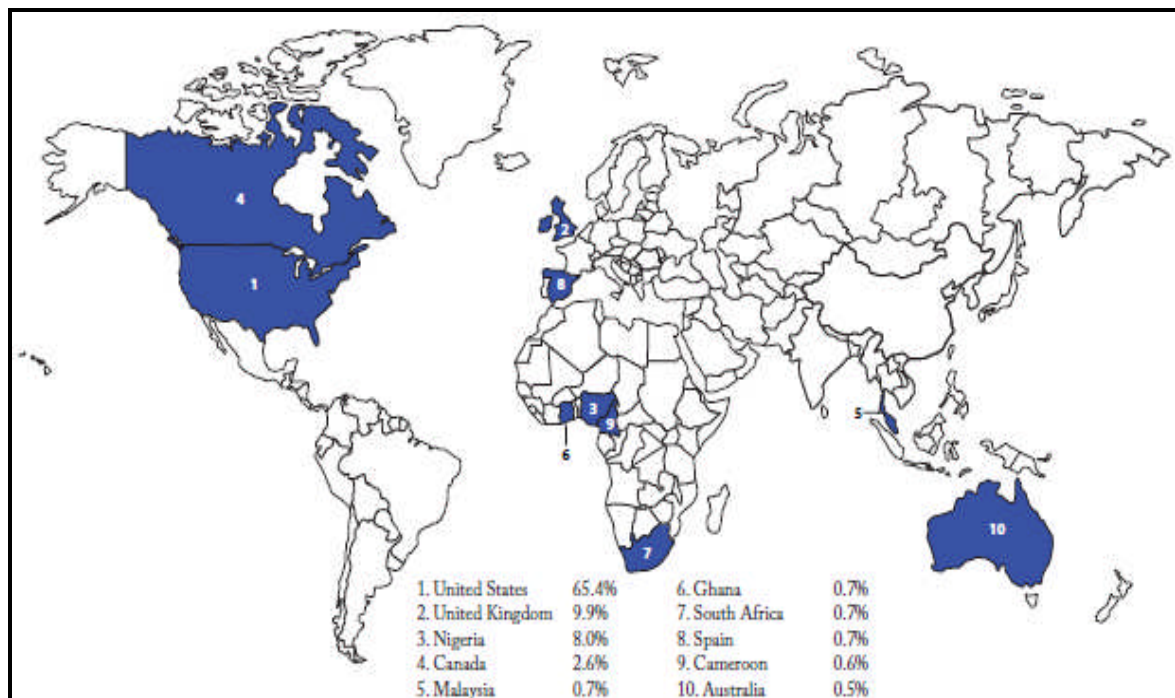 4
1
2
8
3
9
6
5
7
10
1. United States 65.4% 6. Ghana 0.7%
2. United Kingdom 9.9% 7. South Africa 0.7%
3. Nigeria 8.0% 8. Spain 0.7%
4. Canada 2.6% 9. Cameroon 0.6%
5. Malaysia 0.7% 10. Australia 0.5%